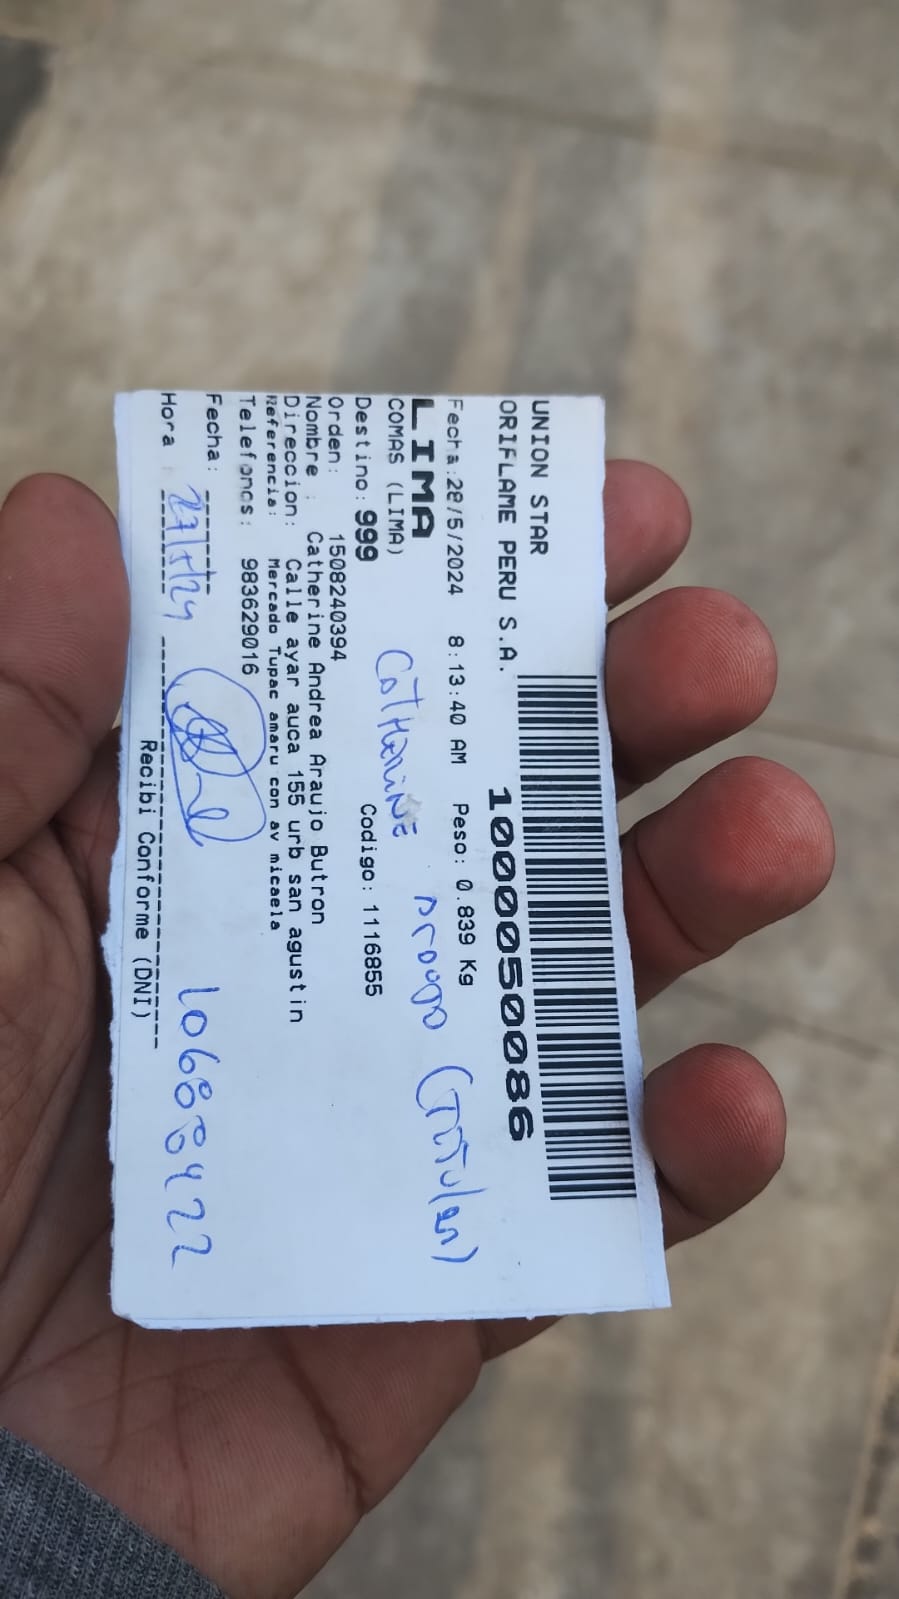 UNION STAR
ORIFLAME PERU S.A.
1000050086
Fecha:28/5/2024 8:13:40 AM Peso: 0.839 Kg
LIMA
COMAS (LIMA)
CATHERINE ARAUJO (TITULAR)
Destino: 999 Codigo: 1116855
Orden: 1508240394
Nombre : Catherine Andrea Araujo Butron
Direccion: Calle ayar auca 155 urb san agustin
Referencia: Mercado Tupac amaru con av micaela
Telefonos: 983629016
Fecha:
Hora :
10688422
Recibi Conforme (DNI)